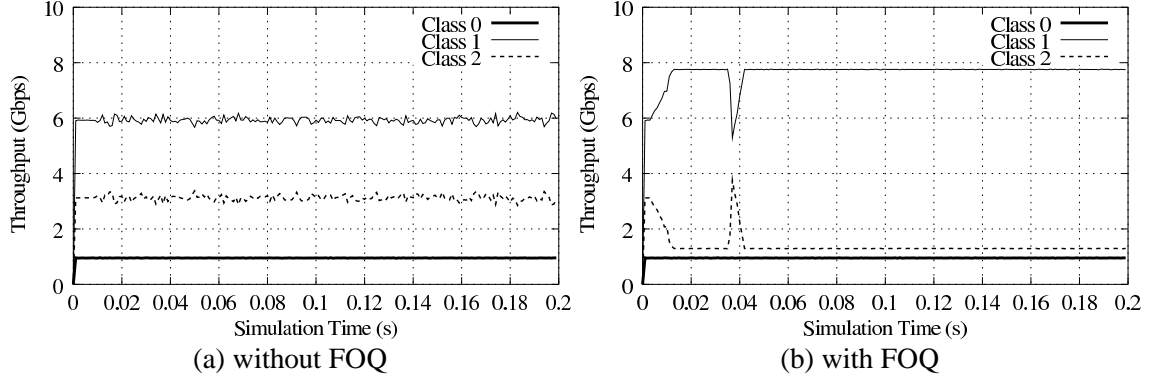 10
8
6
4
2
0
Throughput (Gbps)
Class 0
Class 1
Class 2
0 0.02 0.04 0.06 0.08 0.1 0.12 0.14 0.16 0.18 0.2
Simulation Time (s)
(a) without FOQ
10
8
6
4
2
0
Throughput (Gbps)
Class 0
Class 1
Class 2
0 0.02 0.04 0.06 0.08 0.1 0.12 0.14 0.16 0.18 0.2
Simulation Time (s)
(b) with FOQ